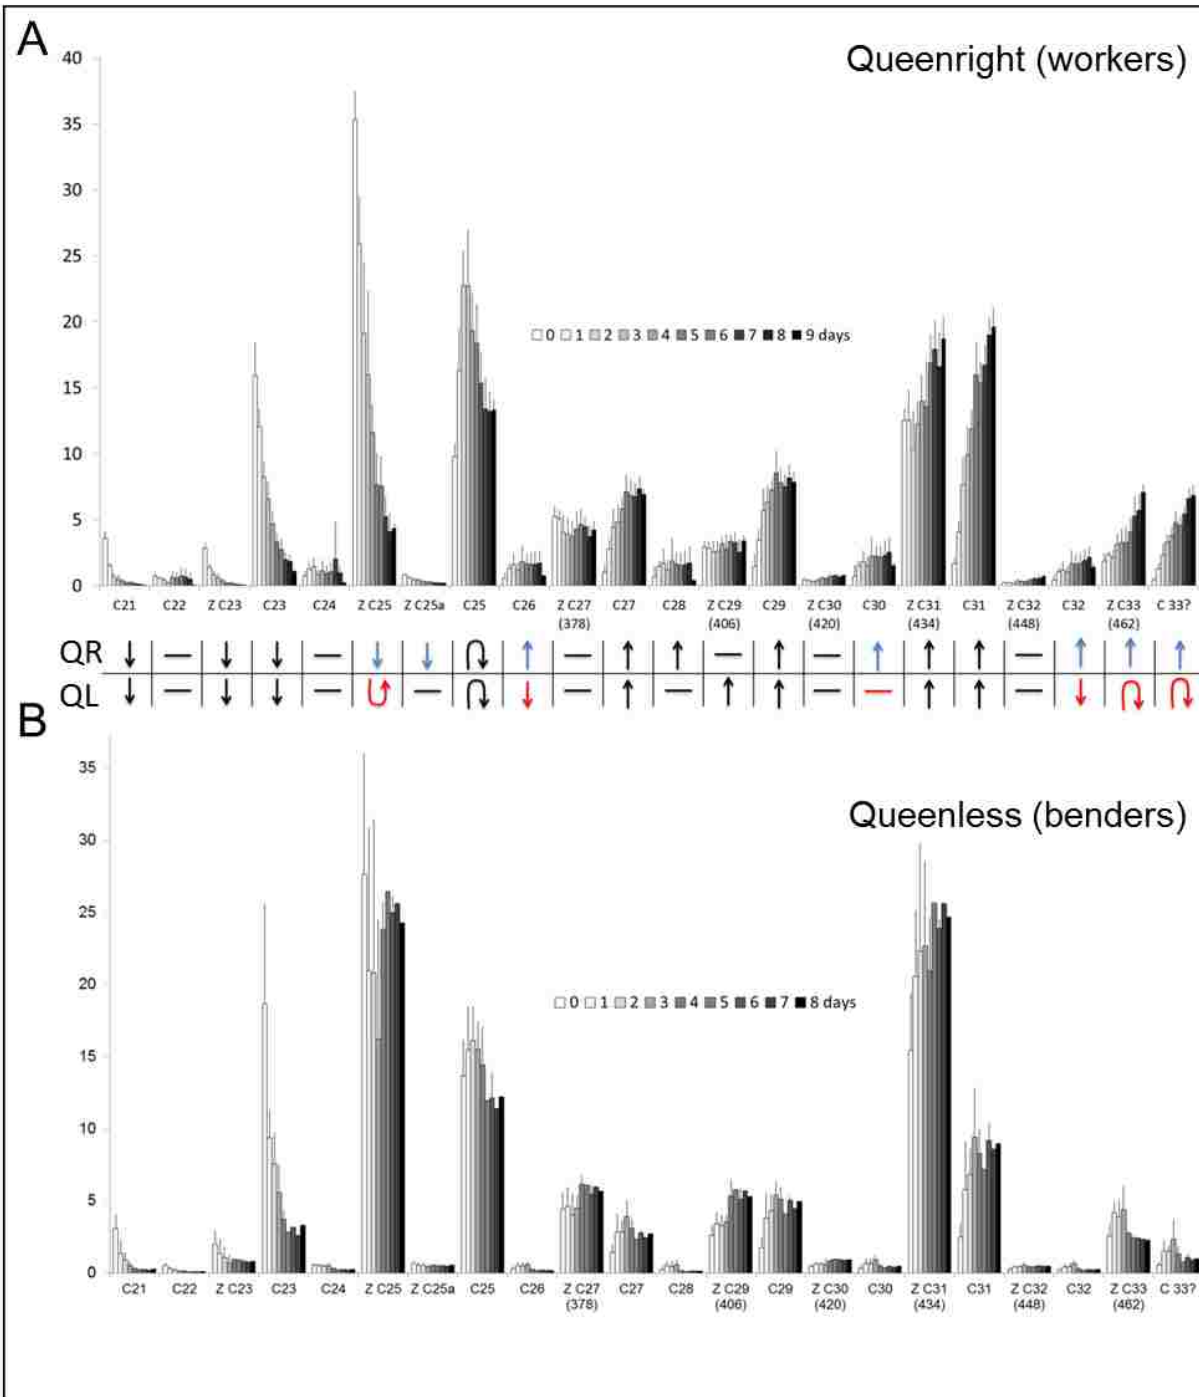 A
Queenright (workers)
40
35
30
25
20
15
10
5
0
0 1 2 3 4 5 6 7 8 9 days
C21 C22 Z C23 C23 C24 Z C25 Z C25a C25 C26 Z C27 C27 C28 Z C29 C29 Z C30 C30 Z C31 C31 Z C32 C32 Z C33 C 33?
(378) (406) (420) (434) (448) (462)
QR
QL
B
Queenless (benders)
35
30
25
20
15
10
5
0
0 1 2 3 4 5 6 7 8 days
C21 C22 Z C23 C23 C24 Z C25 Z C25a C25 C26 Z C27 C27 C28 Z C29 C29 Z C30 C30 Z C31 C31 Z C32 C32 Z C33 C 33?
(378) (406) (420) (434) (448) (462)